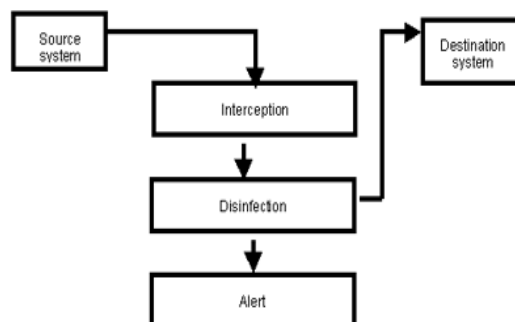 Source
system
Destination
system
Interception
Disinfection
Alert